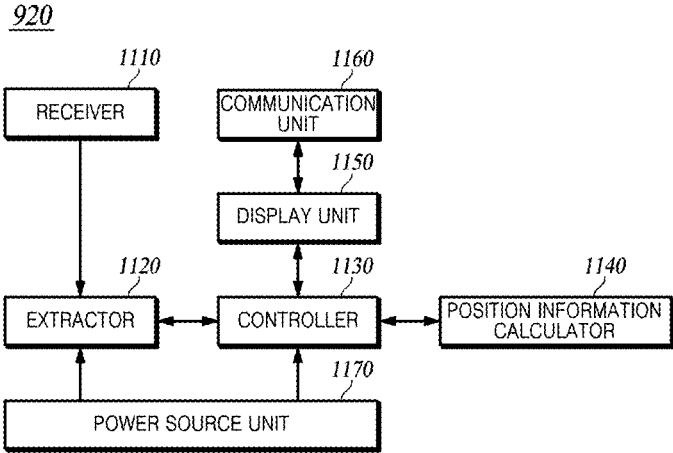 920
1110
1160
RECEIVER
COMMUNICATION
UNIT
1150
DISPLAY UNIT
1120
1130
1140
EXTRACTOR
CONTROLLER
POSITION INFORMATION
CALCULATOR
1170
POWER SOURCE UNIT